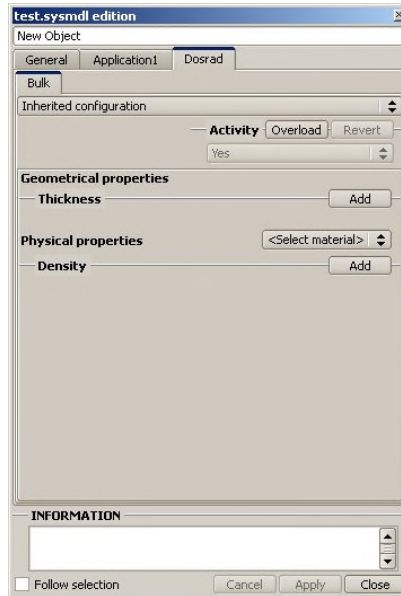 test.sysmdl edition
New Object
General Application1 Dosrad
Bulk
Inherited configuration
Activity Overload Revert
Yes
Geometrical properties
Thickness Add
Physical properties <Select material>
Density Add
INFORMATION
Follow selection Cancel Apply Close